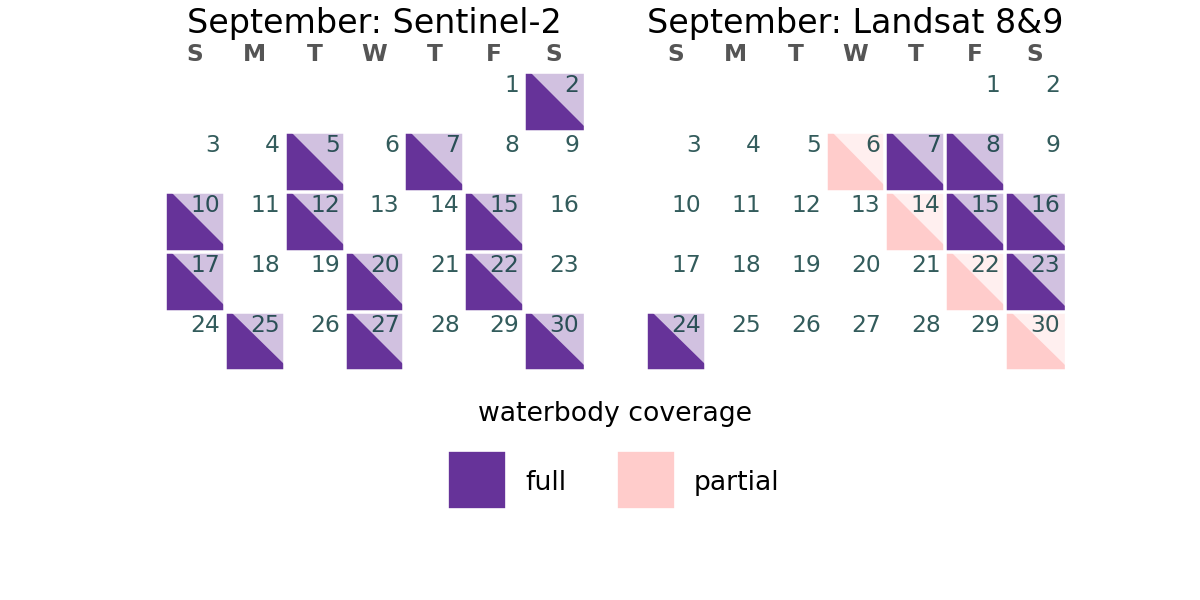 September: Sentinel-2
S M T W T F S
1 2
3 4 5 6 7 8 9
10 11 12 13 14 15 16
17 18 19 20 21 22 23
24 25 26 27 28 29 30
September: Landsat 8&9
S M T W T F S
1 2
3 4 5 6 7 8 9
10 11 12 13 14 15 16
17 18 19 20 21 22 23
24 25 26 27 28 29 30
waterbody coverage
full partial